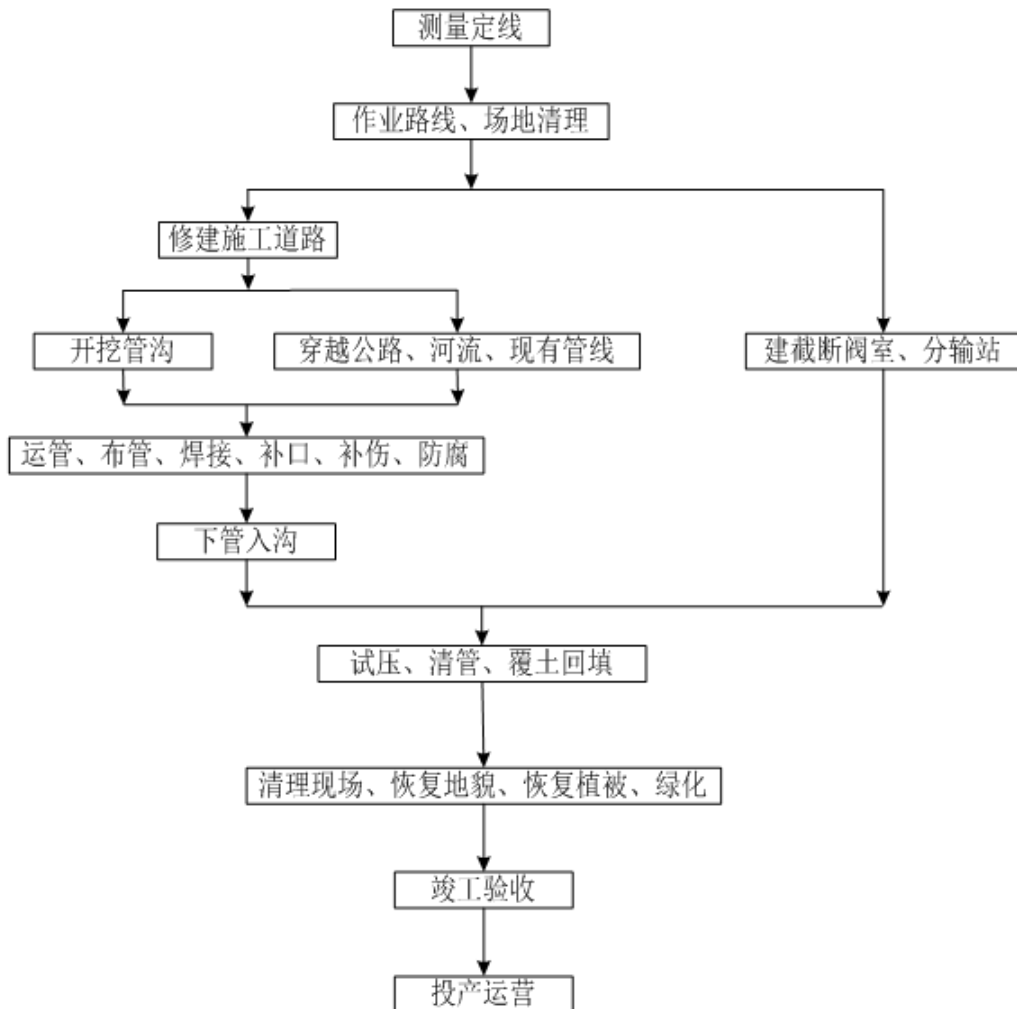 测量定线
作业路线、场地清理
修建施工道路
开挖管沟
穿越公路、河流、现有管线
建截断阀室、分输站
运管、布管、焊接、补口、补伤、防腐
下管入沟
试压、清管、覆土回填
清理现场、恢复地貌、恢复植被、绿化
竣工验收
投产运营